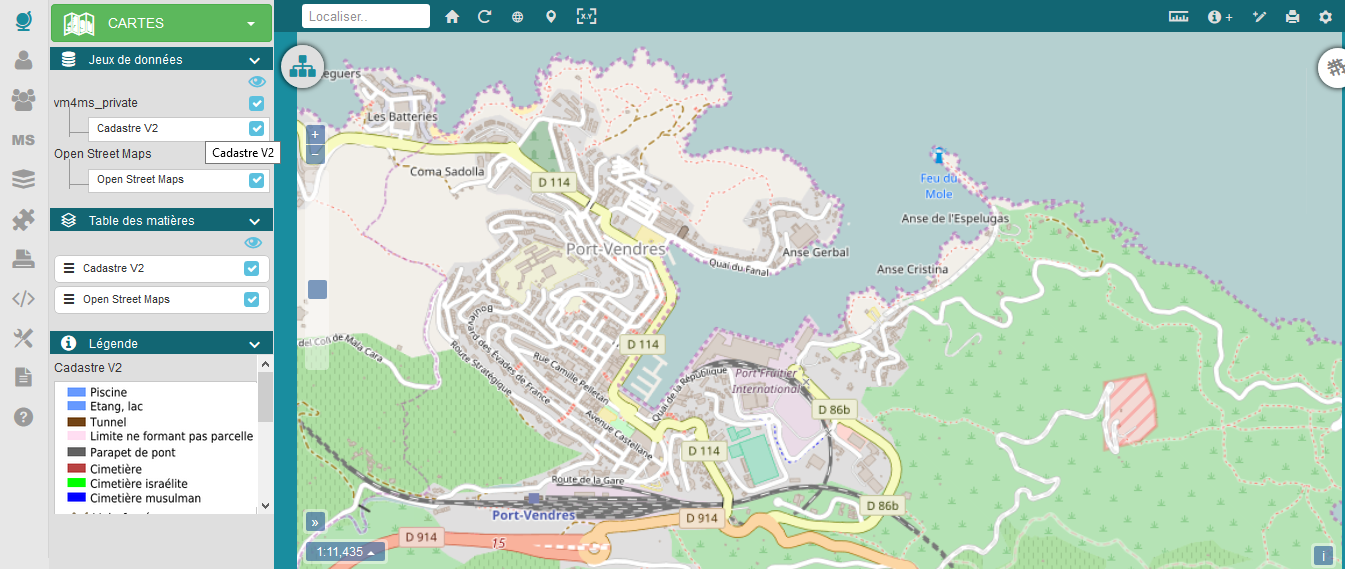 CARTES
Localiser..
X,Y
i +
Jeux de données
vm4ms_private
Cadastre V2
Cadastre V2
Open Street Maps
Open Street Maps
MS
Table des matières
Cadastre V2
Open Street Maps
Légende
Cadastre V2
Piscine
Etang, lac
Tunnel
Limite ne formant pas parcelle
Parapet de pont
Cimetière
Cimetière israélite
Cimetière musulman
eguers
Les Batteries
+
−
Coma Sadolla
D 114
Port-Vendres
Feu du
Mole
Anse de l'Espelugas
Anse Gerbal
Quai du Fanal
Anse Cristina
del Coll de Mala Cara
Boulevard des Évadés de France
Route Stratégique
Rue Camille Pelletan
D 114
Quai de la République
Port Fruitier
International
Avenue Castellane
D 86b
D 114
Route de la Gare
Port-Vendres
D 914
D 86b
D 914
15
»
1:11,435
i